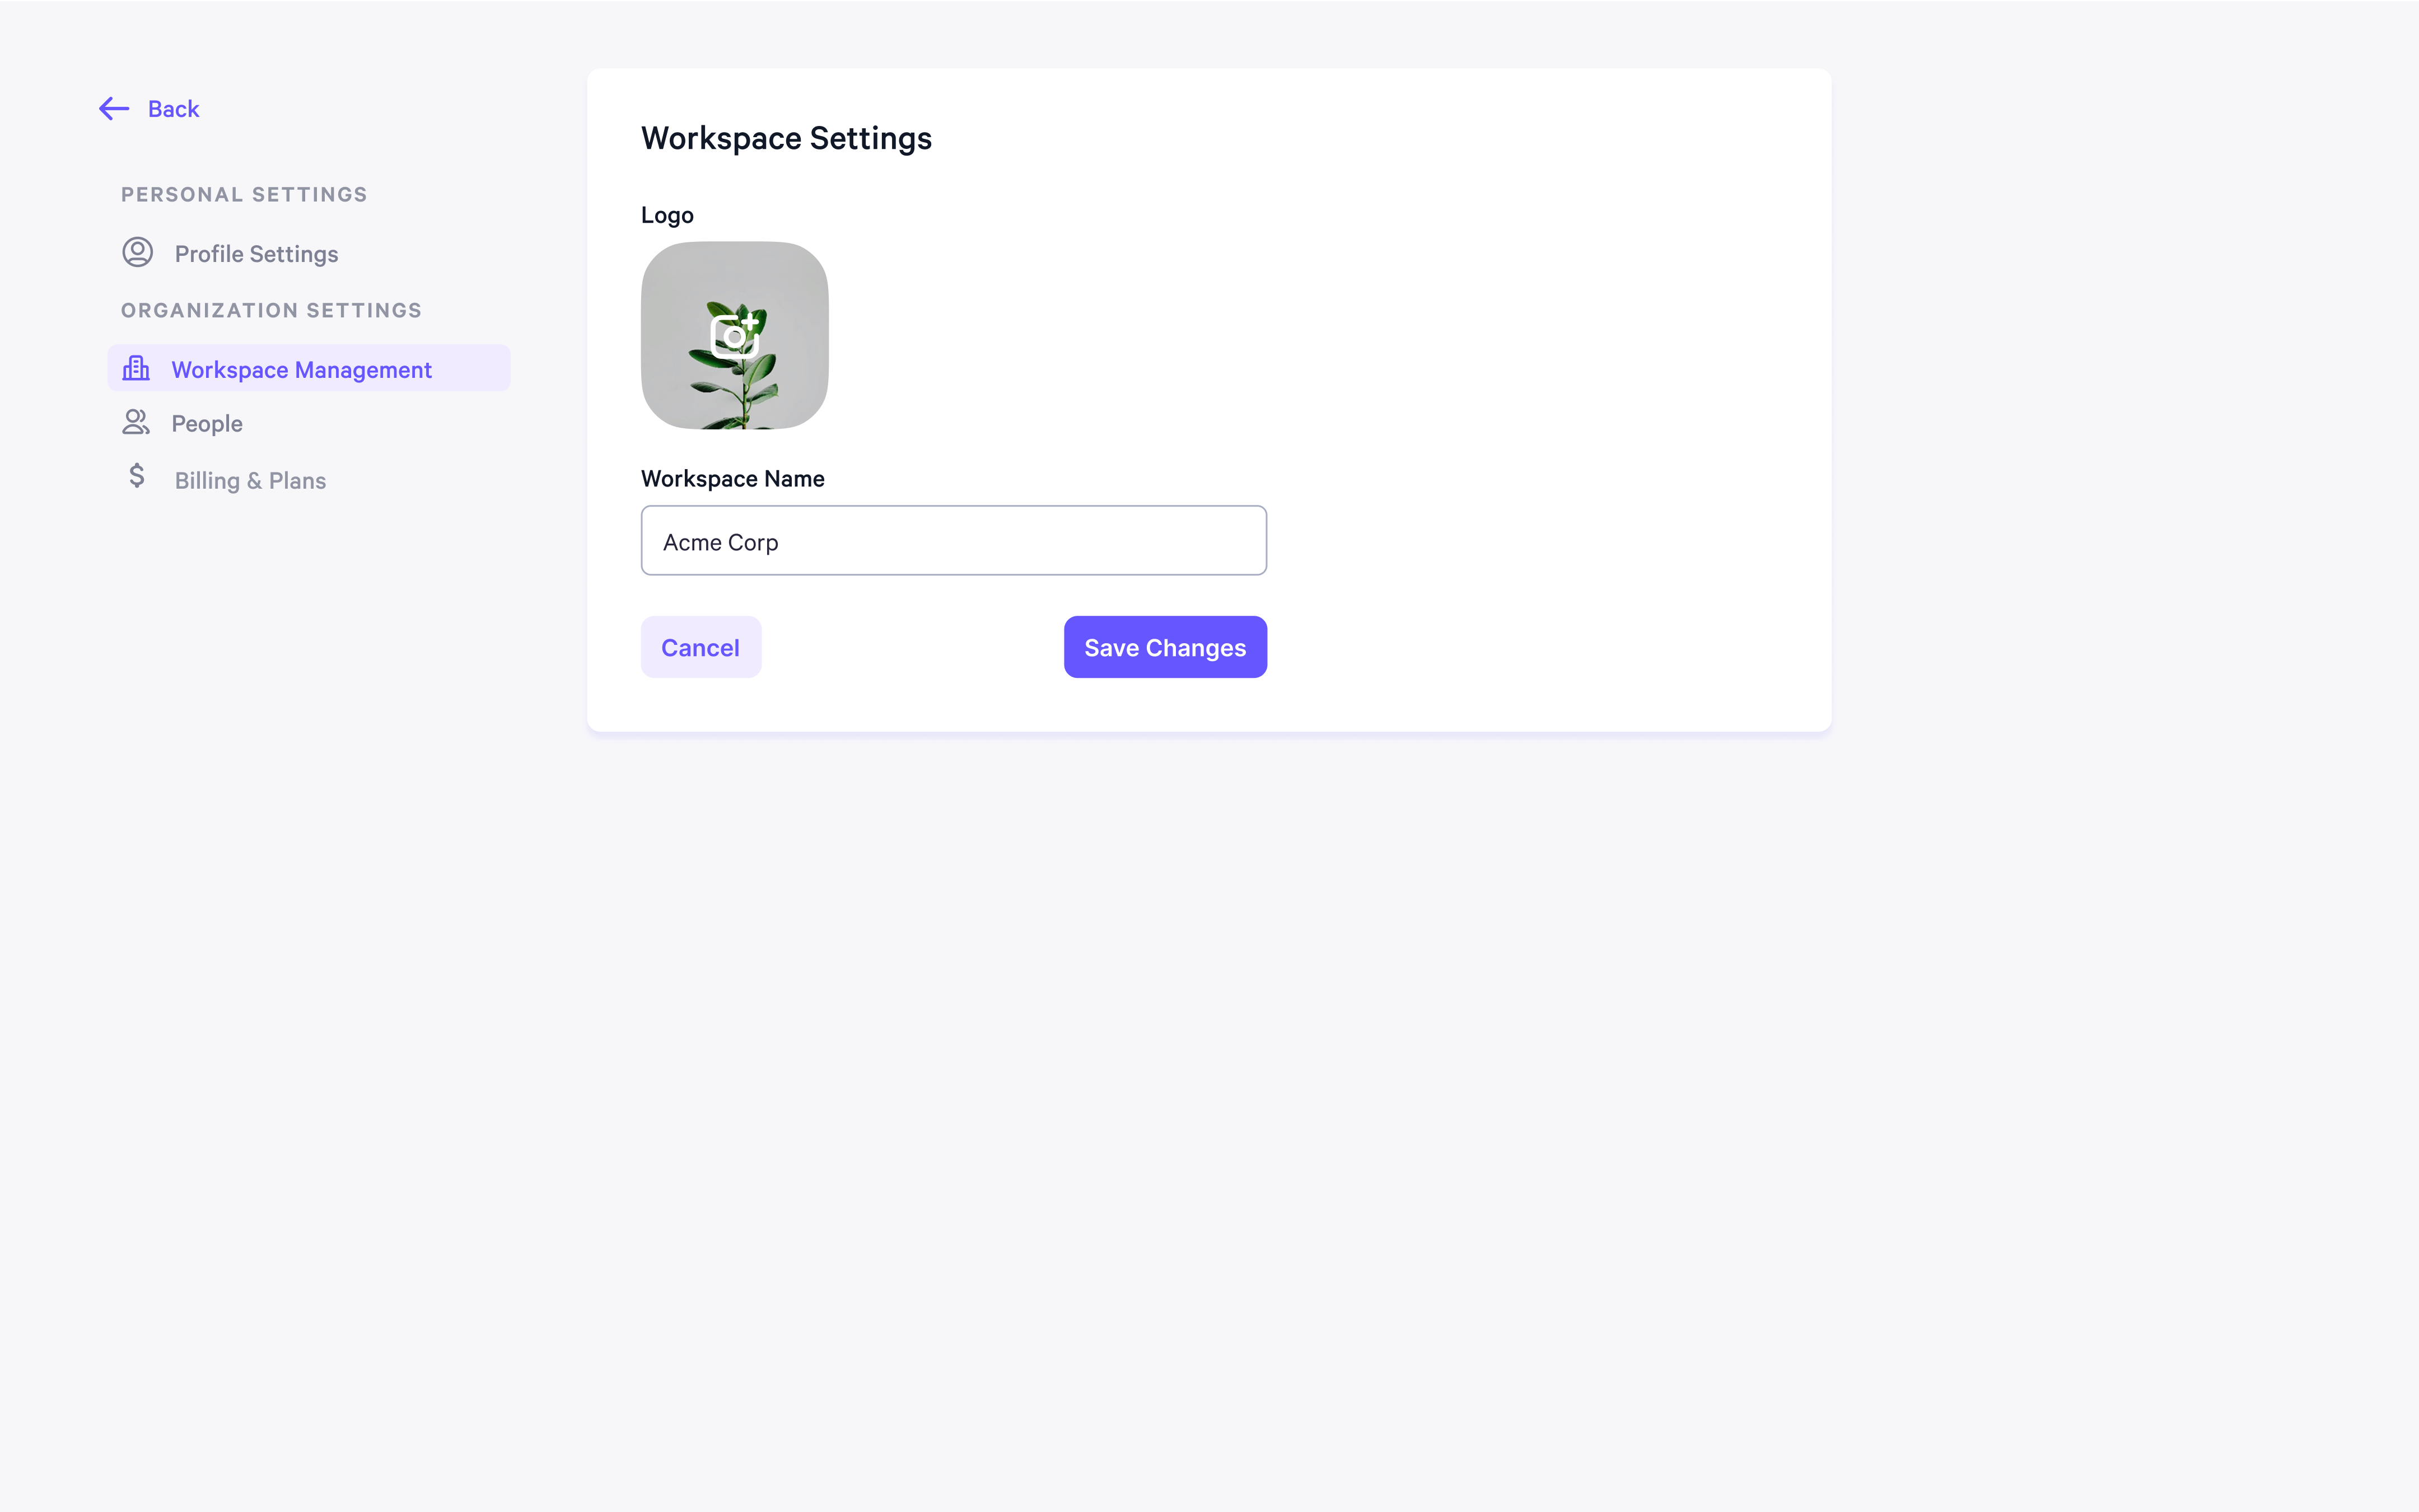 Back
PERSONAL SETTINGS
Profile Settings
ORGANIZATION SETTINGS
Workspace Management
People
Billing & Plans
Workspace Settings
Logo
Workspace Name
Acme Corp
Cancel
Save Changes